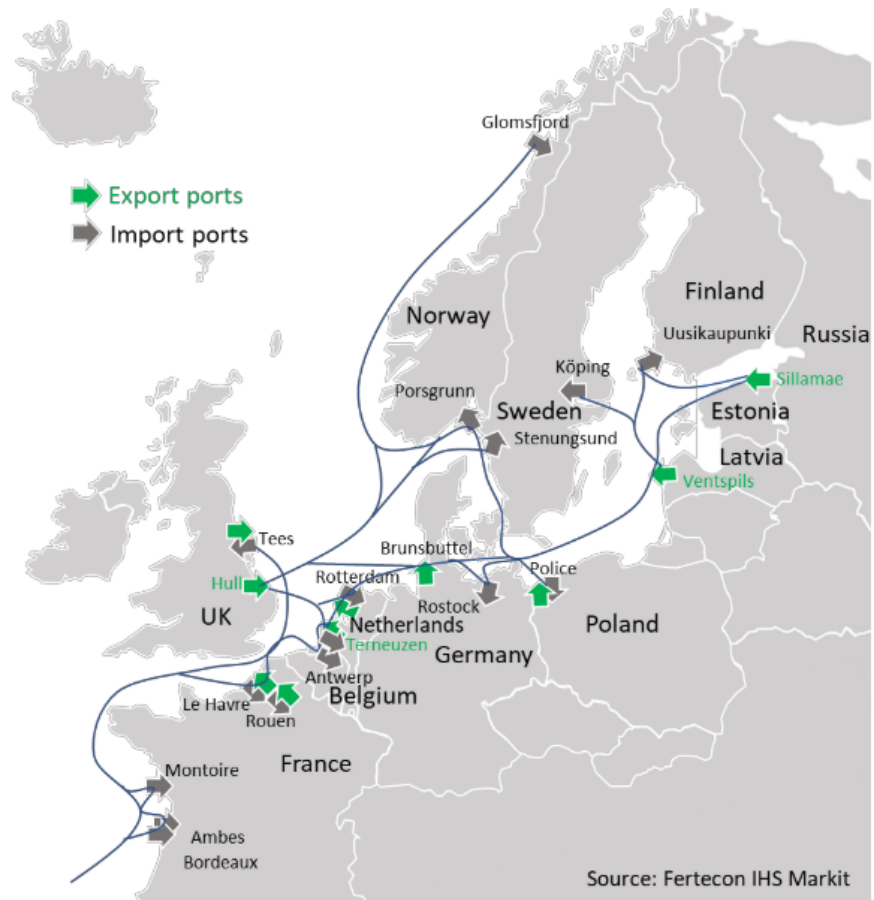 Glomsfjord
Export ports
Import ports
Finland
Norway
Uusikaupunki
Russia
Köping
Sillamae
Porsgrunn
Sweden
Estonia
Stenungsund
Latvia
Ventspils
Tees
Brunsbuttel
Police
Rotterdam
Hull
Rostock
UK
Netherlands
Poland
Terneuzen
Germany
Antwerp
Belgium
Le Havre
Rouen
France
Montoire
Ambes
Bordeaux
Source: Fertecon IHS Markit